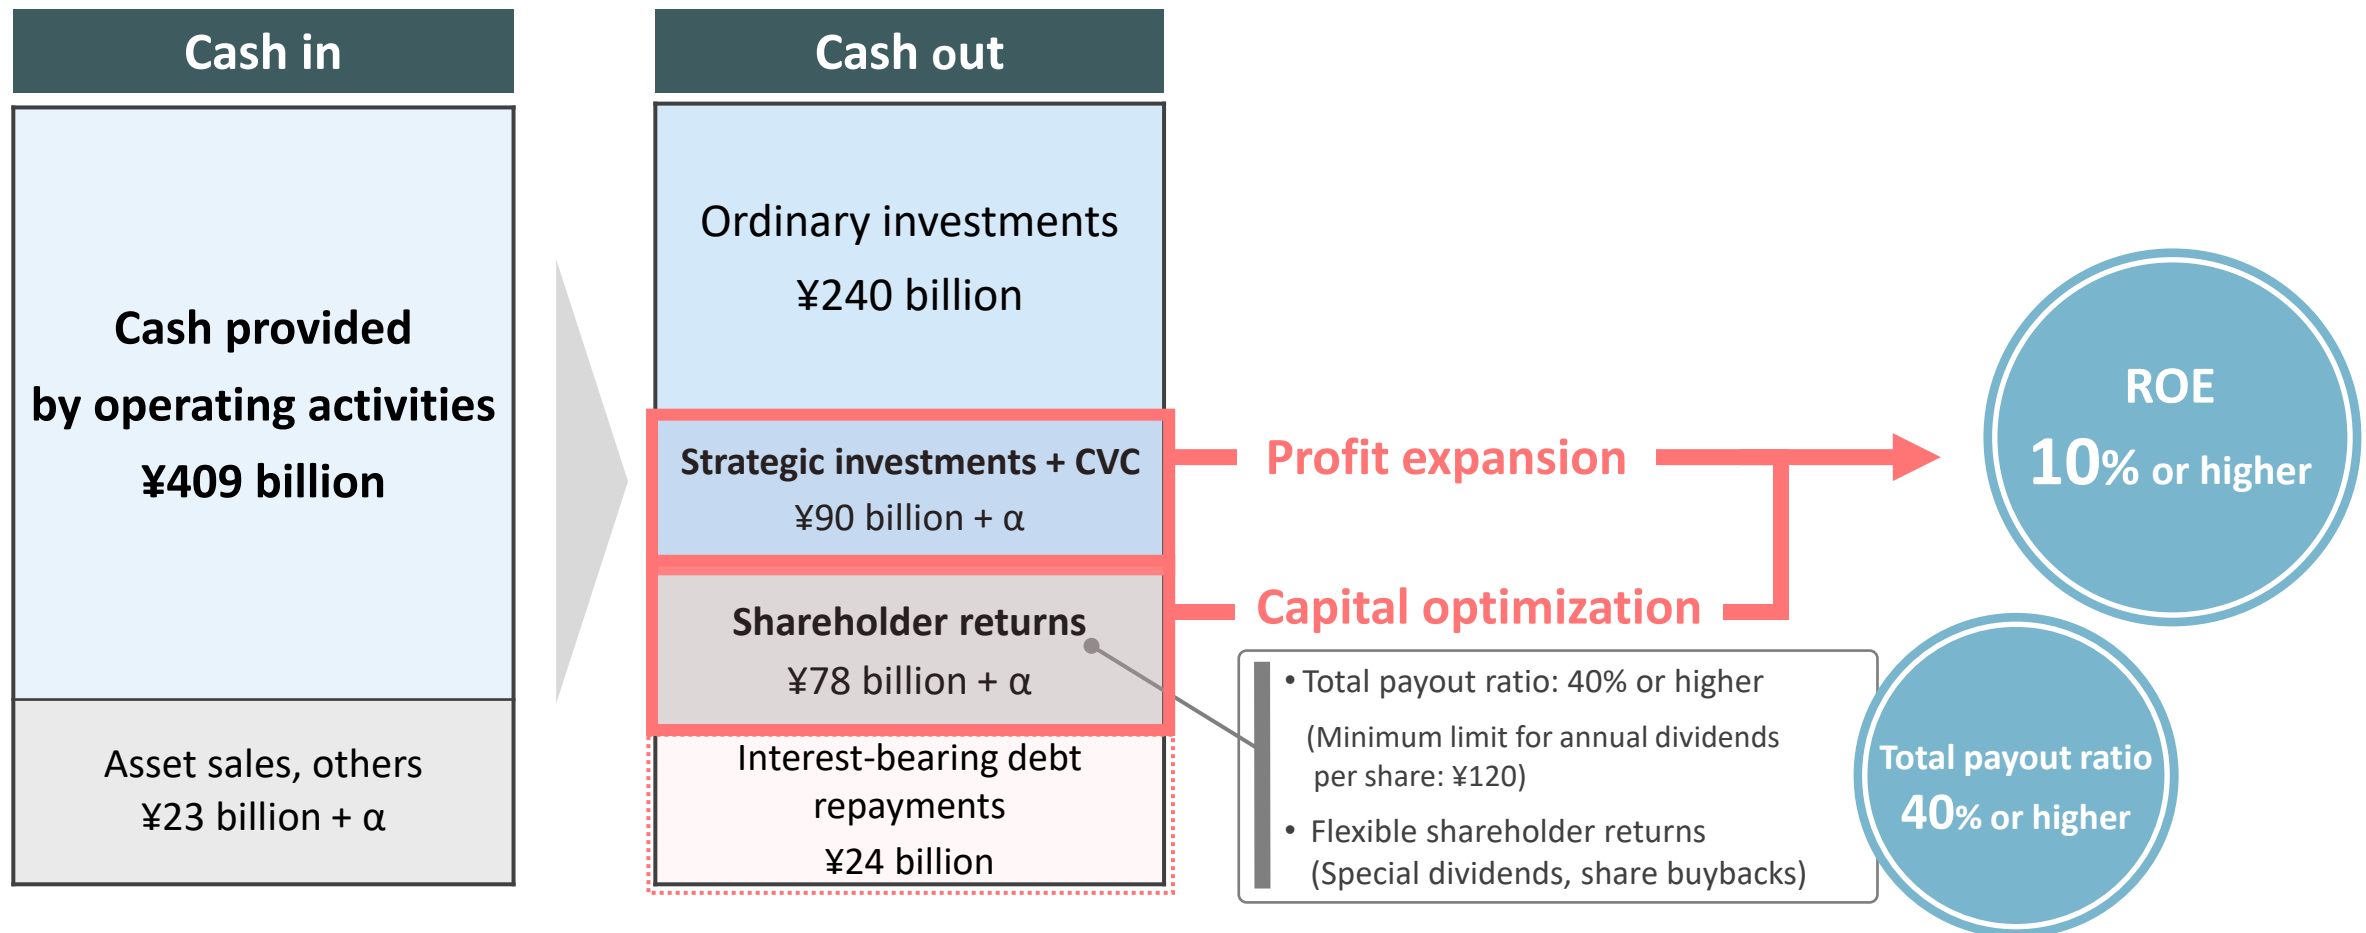 Cash in
Cash provided
by operating activities
¥409 billion
Asset sales, others
¥23 billion + α
Cash out
Ordinary investments
¥240 billion
Strategic investments + CVC
¥90 billion + α
Shareholder returns
¥78 billion + α
Interest-bearing debt
repayments
¥24 billion
Profit expansion
Capital optimization
• Total payout ratio: 40% or higher
(Minimum limit for annual dividends
per share: ¥120)
• Flexible shareholder returns
(Special dividends, share buybacks)
ROE
10% or higher
Total payout ratio
40% or higher